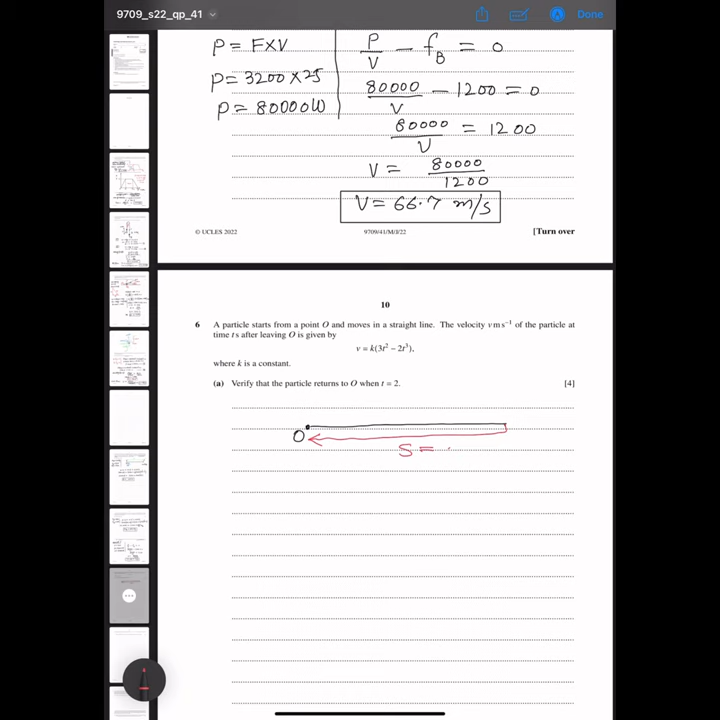 9709_s22_qp_41
Done
P = F×V
P = 3200 × 25
P = 80000W
P/V − f_B = 0
80000/V − 1200 = 0
80000/V = 1200
V = 80000/1200
V = 66.7 m/s
© UCLES 2022
9709/41/M/J/22
[Turn over
10
6 A particle starts from a point O and moves in a straight line. The velocity v m s⁻¹ of the particle at
time t s after leaving O is given by
v = k(3t² − 2t³),
where k is a constant.
(a) Verify that the particle returns to O when t = 2. [4]
O
S =